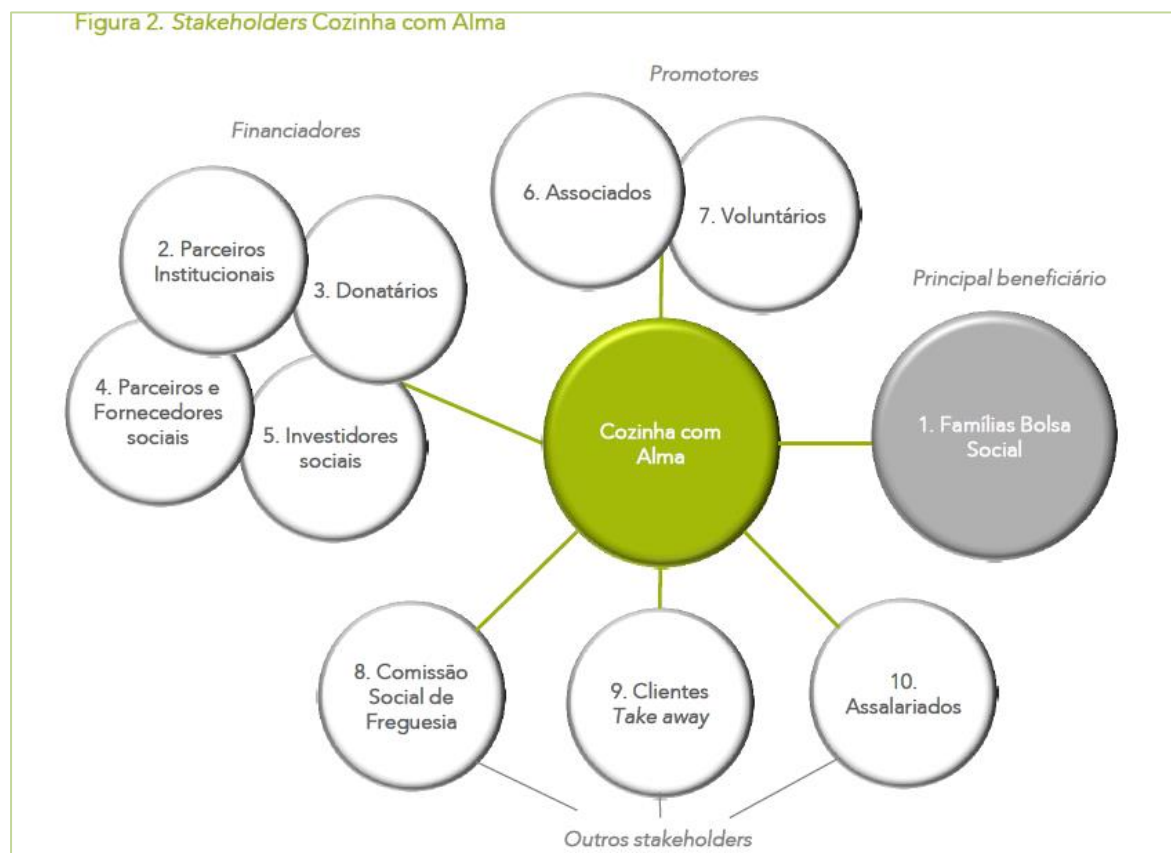 Figura 2. Stakeholders Cozinha com Alma
Promotores
Financiadores
6. Associados
7. Voluntários
2. Parceiros
Institucionais
3. Donatários
Principal beneficiário
4. Parceiros e
Fornecedores
sociais
5. Investidores
sociais
Cozinha com
Alma
1. Famílias Bolsa
Social
8. Comissão
Social de
Freguesia
9. Clientes
Take away
10.
Assalariados
Outros stakeholders